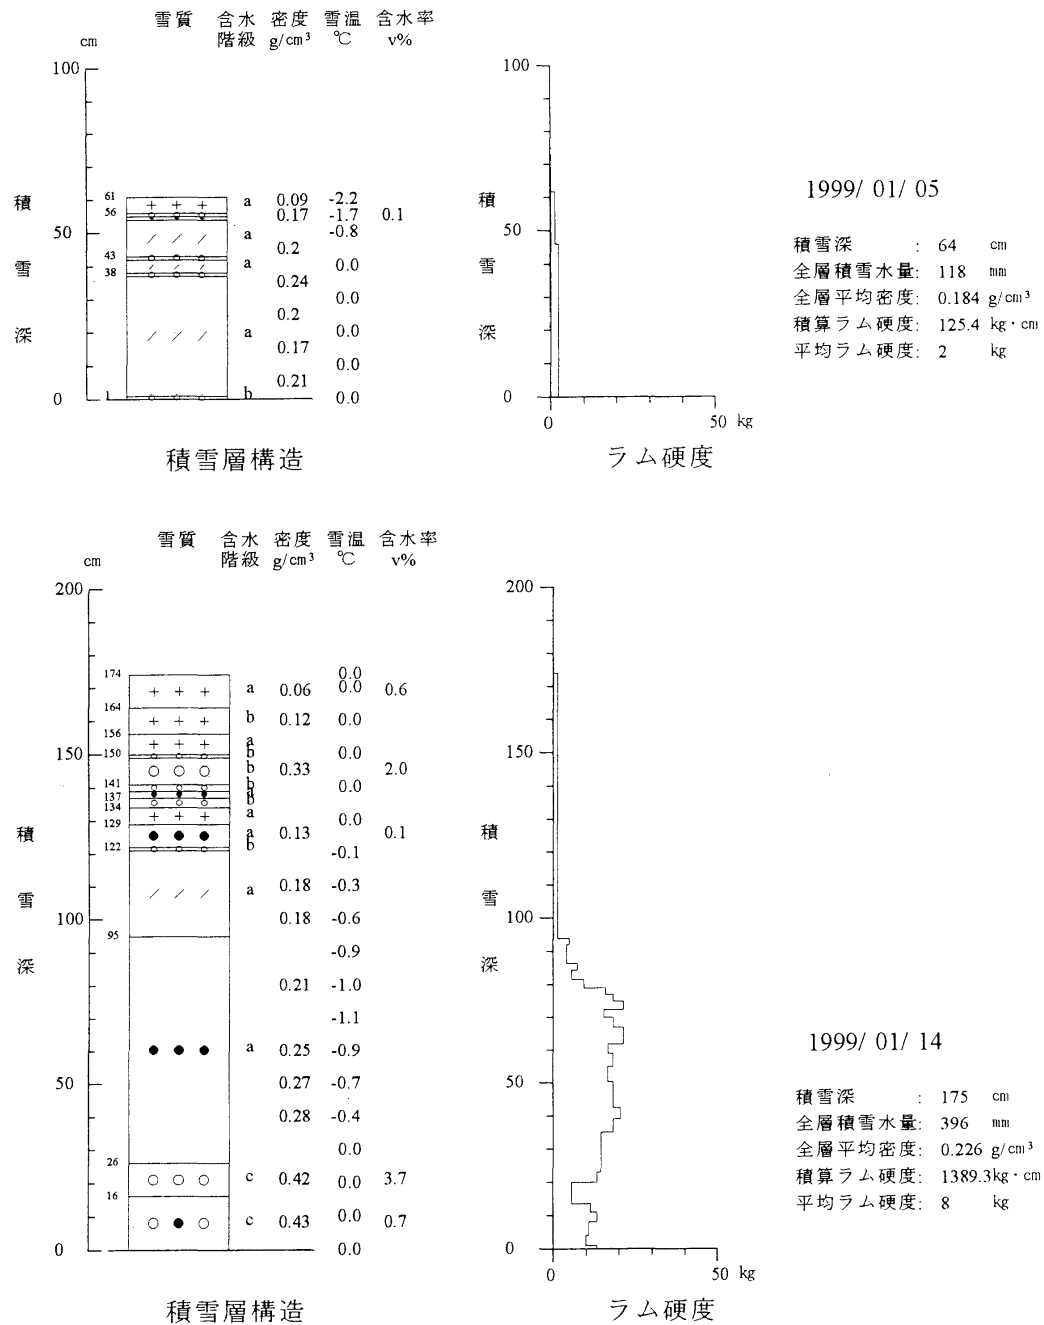 雪質 含水 密度 雪温 含水率
cm 階級 g/cm³ ℃ v%
100
61 a 0.09 -2.2
56 0.17 -1.7 0.1
50 a -0.8
0.2
43 a 0.0
38
0.24
0.0
0.2
a 0.0
0.17
0.0
0.21
1 b
0 0.0
積雪深
積雪層構造
100
50
0
0 50 kg
積雪深
ラム硬度
1999/ 01/ 05
積雪深 : 64 cm
全層積雪水量: 118 mm
全層平均密度: 0.184 g/cm³
積算ラム硬度: 125.4 kg・cm
平均ラム硬度: 2 kg
雪質 含水 密度 雪温 含水率
cm 階級 g/cm³ ℃ v%
200
174 0.0
a 0.06 0.0 0.6
164
b 0.12 0.0
156 a
150 150 b 0.0
b 0.33 2.0
141 b 0.0
137 a
134 b
a 0.0
129
a 0.13 0.1
122 b -0.1
a 0.18 -0.3
100 0.18 -0.6
95
-0.9
0.21 -1.0
-1.1
a 0.25 -0.9
50 0.27 -0.7
0.28 -0.4
0.0
26
c 0.42 0.0 3.7
16
c 0.43 0.0 0.7
0 0.0
積雪深
積雪層構造
200
150
100
50
0
0 50 kg
積雪深
ラム硬度
1999/ 01/ 14
積雪深 : 175 cm
全層積雪水量: 396 mm
全層平均密度: 0.226 g/cm³
積算ラム硬度: 1389.3kg・cm
平均ラム硬度: 8 kg